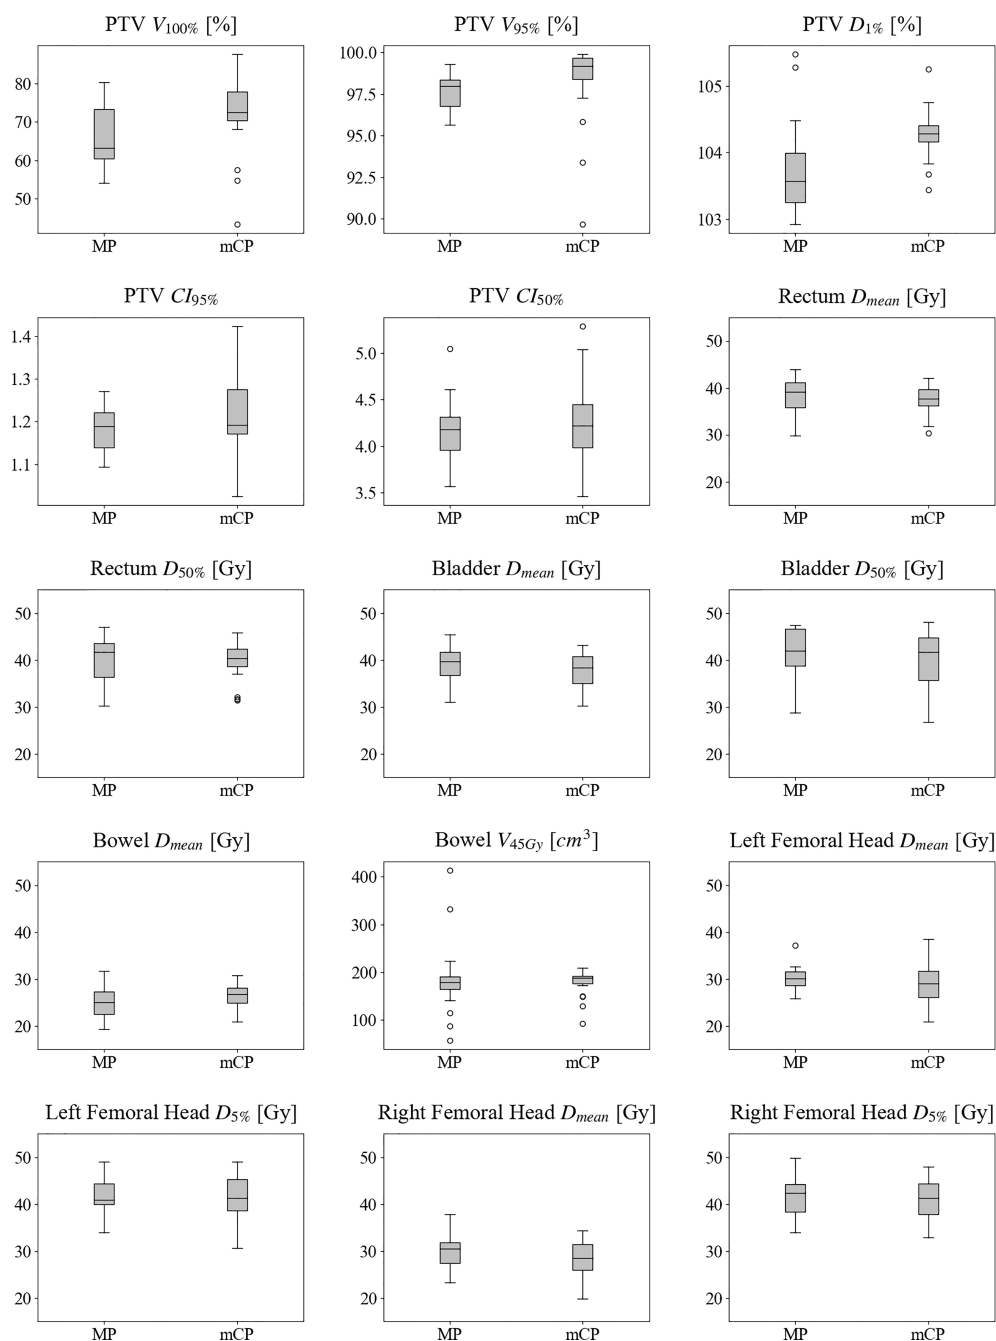 PTV V100% [%]
80
70
60
50
MP mCP
PTV V95% [%]
100.0
97.5
95.0
92.5
90.0
MP mCP
PTV D1% [%]
105
104
103
MP mCP
PTV CI95%
1.4
1.3
1.2
1.1
MP mCP
PTV CI50%
5.0
4.5
4.0
3.5
MP mCP
Rectum Dmean [Gy]
50
40
30
20
MP mCP
Rectum D50% [Gy]
50
40
30
20
MP mCP
Bladder Dmean [Gy]
50
40
30
20
MP mCP
Bladder D50% [Gy]
50
40
30
20
MP mCP
Bowel Dmean [Gy]
50
40
30
20
MP mCP
Bowel V45Gy [cm³]
400
300
200
100
MP mCP
Left Femoral Head Dmean [Gy]
50
40
30
20
MP mCP
Left Femoral Head D5% [Gy]
50
40
30
20
MP mCP
Right Femoral Head Dmean [Gy]
50
40
30
20
MP mCP
Right Femoral Head D5% [Gy]
50
40
30
20
MP mCP